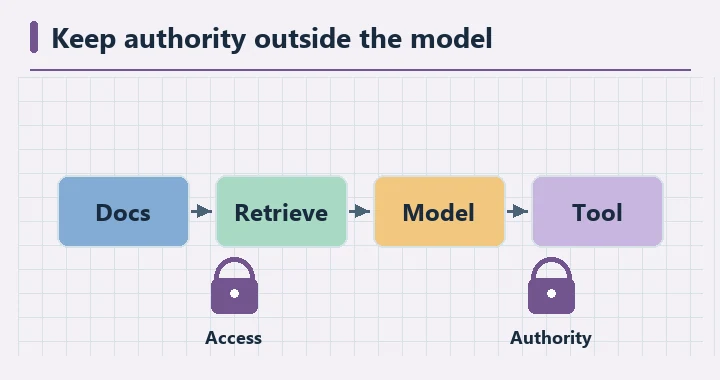 Keep authority outside the model
Docs
Retrieve
Model
Tool
Access
Authority